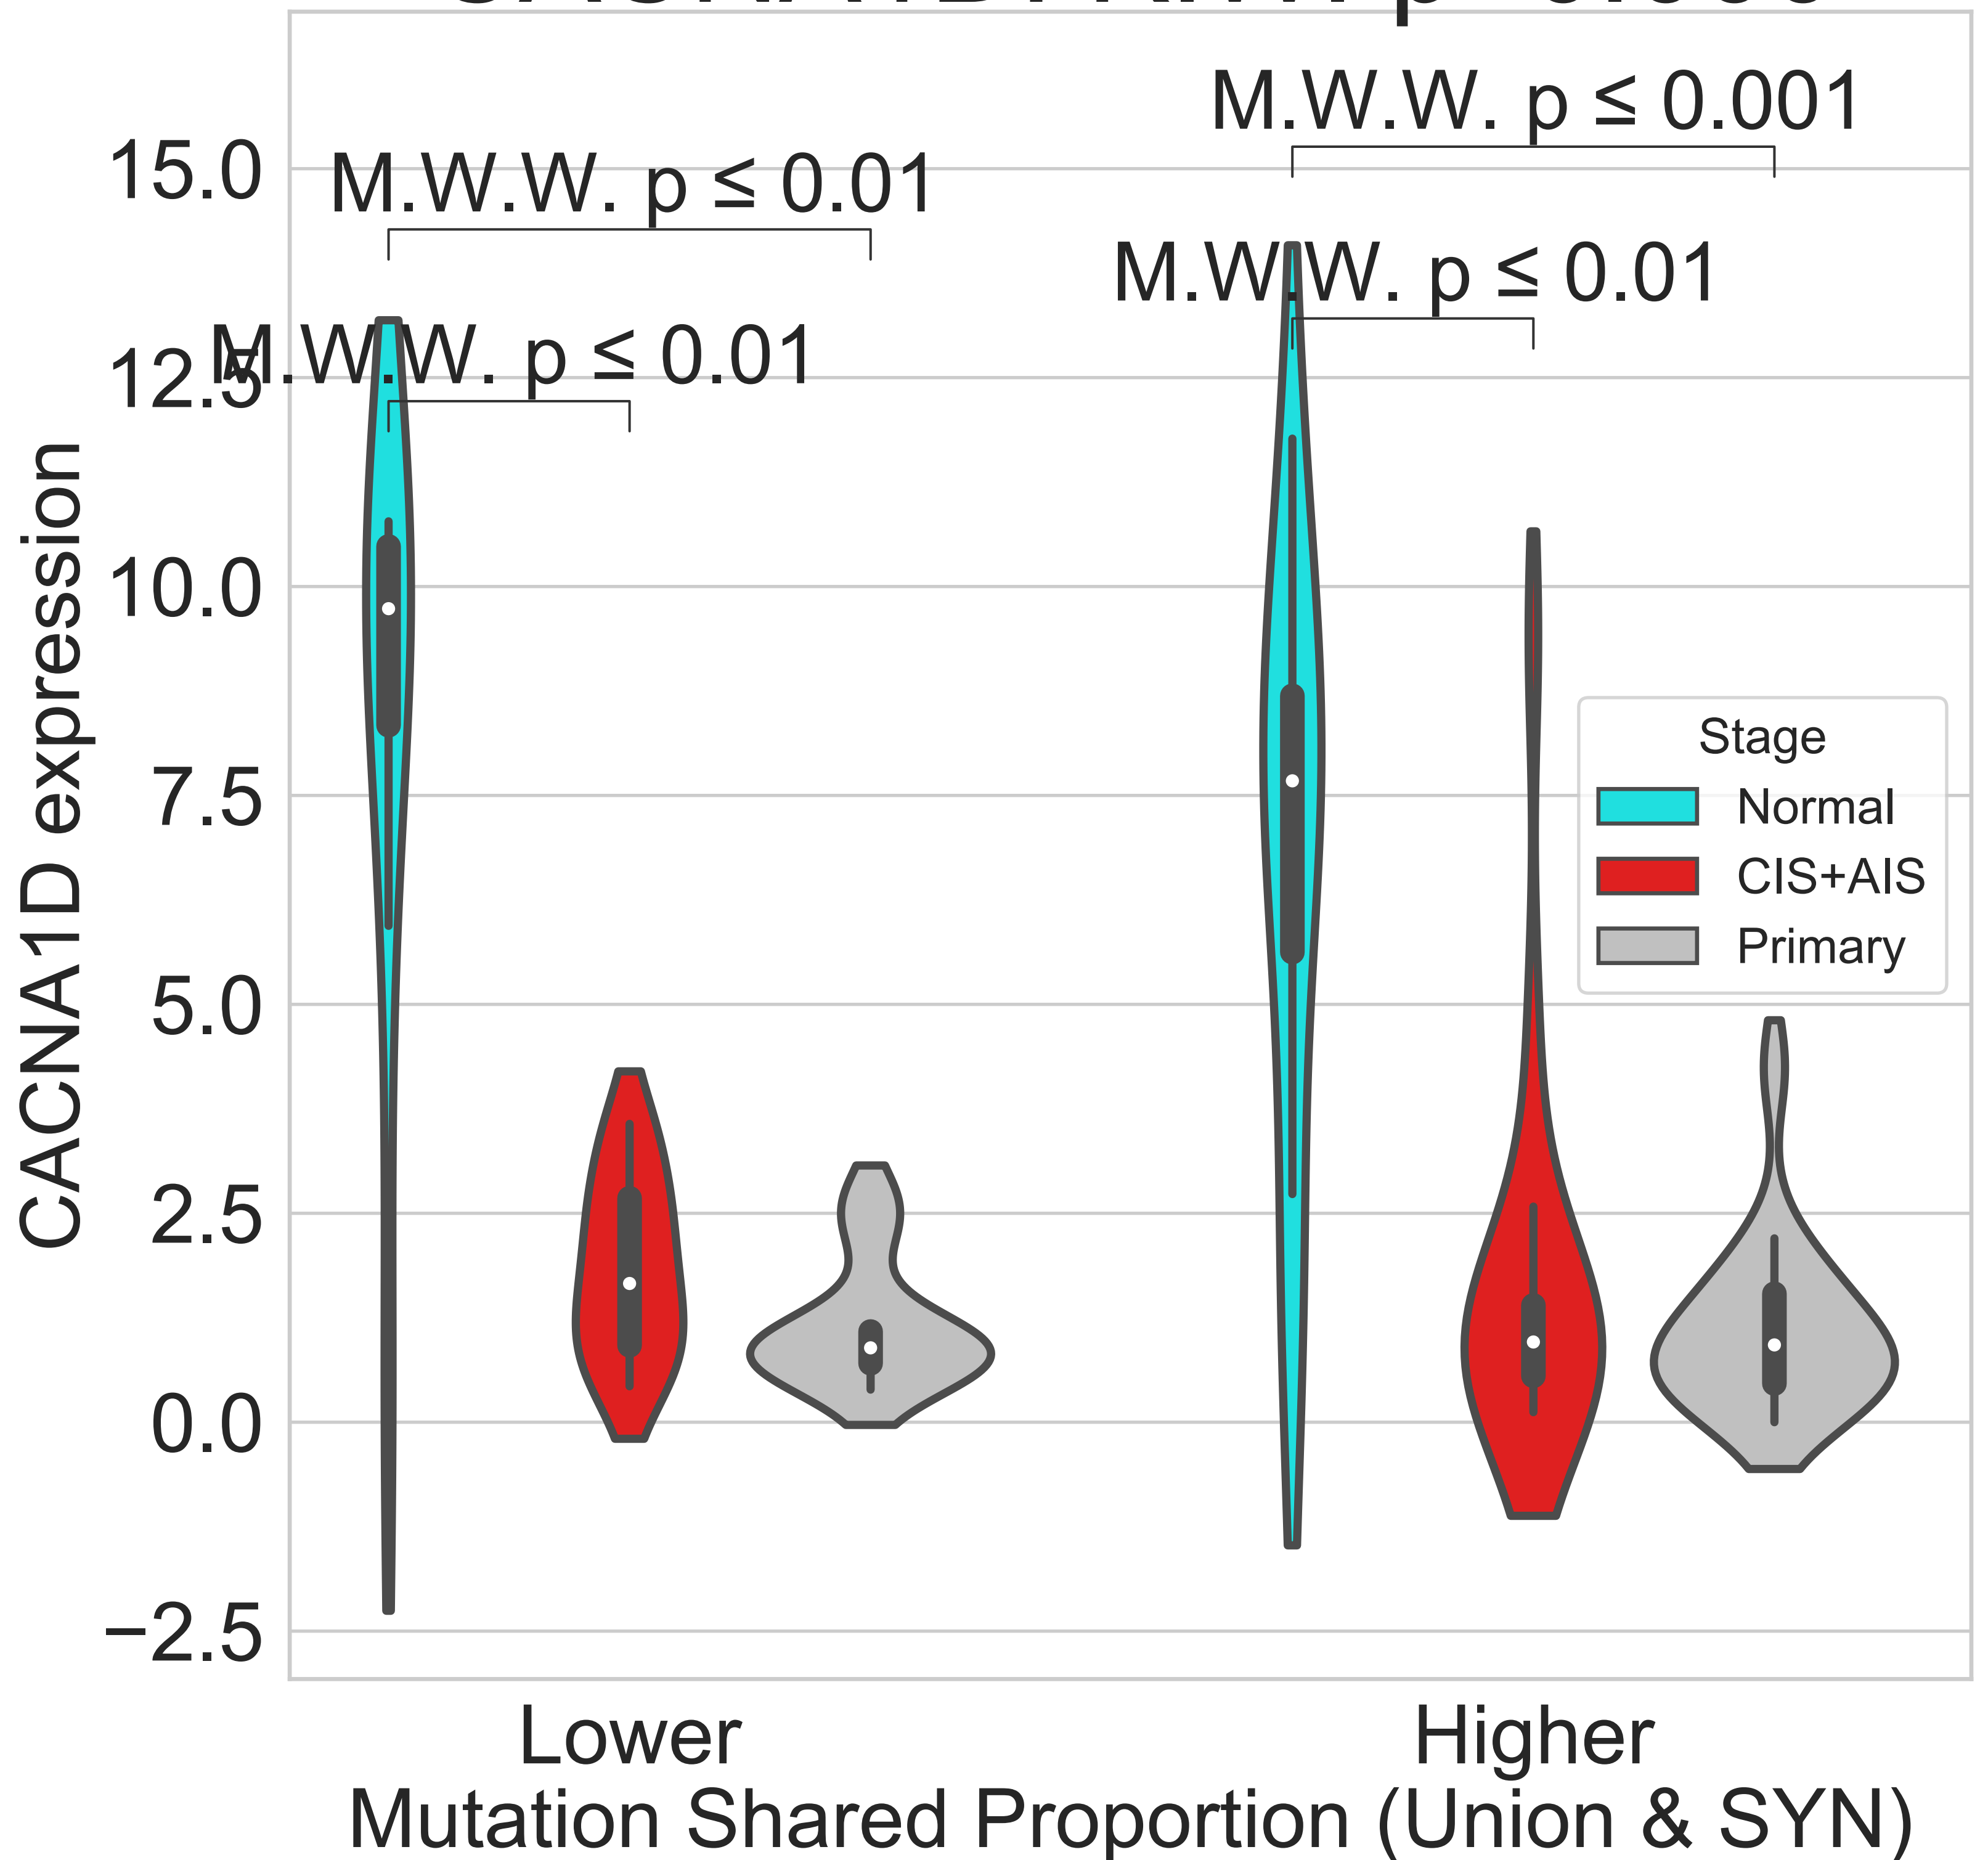 M.W.W. p ≤ 0.001
15.0
M.W.W. p ≤ 0.01
M.W.W. p ≤ 0.01
12.5
M.W.W. p ≤ 0.01
10.0
7.5
5.0
2.5
0.0
−2.5
CACNA1D expression
Stage
Normal
CIS+AIS
Primary
Lower
Higher
Mutation Shared Proportion (Union & SYN)